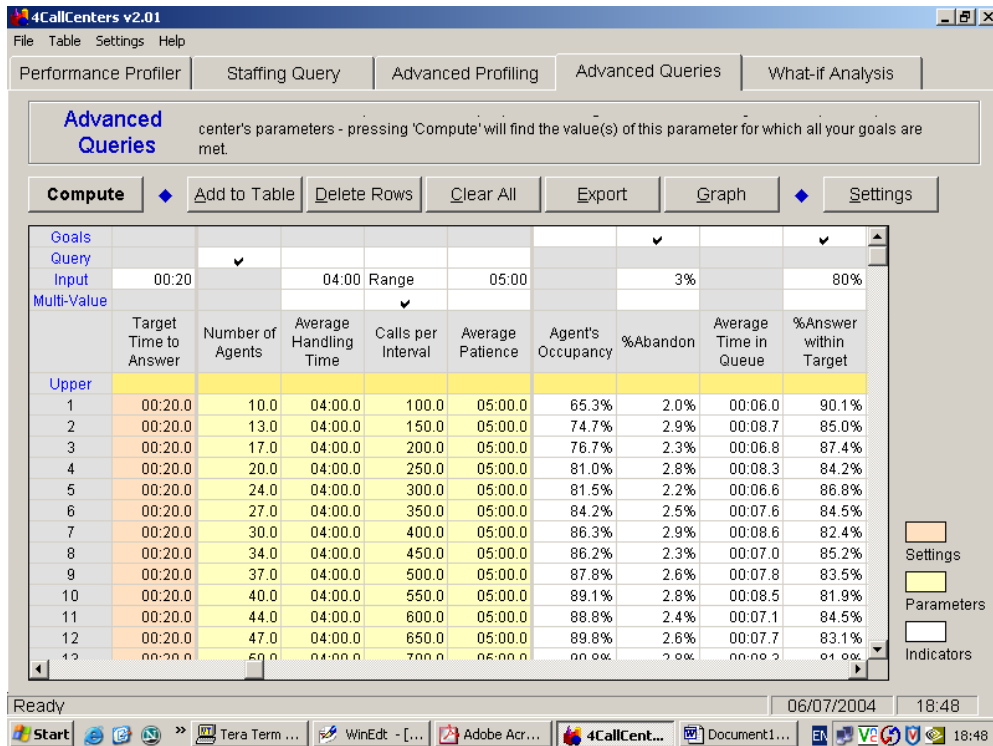 4CallCenters v2.01
File Table Settings Help
Performance Profiler Staffing Query Advanced Profiling Advanced Queries What-if Analysis
Advanced Queries
center's parameters - pressing 'Compute' will find the value(s) of this parameter for which all your goals are
met.
Compute Add to Table Delete Rows Clear All Export Graph Settings
Goals
Query
Input 00:20 04:00 Range 05:00 3% 80%
Multi-Value
Target Time to Answer Number of Agents Average Handling Time Calls per Interval Average Patience Agent's Occupancy %Abandon Average Time in Queue %Answer within Target
Upper
1 00:20.0 10.0 04:00.0 100.0 05:00.0 65.3% 2.0% 00:06.0 90.1%
2 00:20.0 13.0 04:00.0 150.0 05:00.0 74.7% 2.9% 00:08.7 85.0%
3 00:20.0 17.0 04:00.0 200.0 05:00.0 76.7% 2.3% 00:06.8 87.4%
4 00:20.0 20.0 04:00.0 250.0 05:00.0 81.0% 2.8% 00:08.3 84.2%
5 00:20.0 24.0 04:00.0 300.0 05:00.0 81.5% 2.2% 00:06.6 86.8%
6 00:20.0 27.0 04:00.0 350.0 05:00.0 84.2% 2.5% 00:07.6 84.5%
7 00:20.0 30.0 04:00.0 400.0 05:00.0 86.3% 2.9% 00:08.6 82.4%
8 00:20.0 34.0 04:00.0 450.0 05:00.0 86.2% 2.3% 00:07.0 85.2%
9 00:20.0 37.0 04:00.0 500.0 05:00.0 87.8% 2.6% 00:07.8 83.5%
10 00:20.0 40.0 04:00.0 550.0 05:00.0 89.1% 2.8% 00:08.5 81.9%
11 00:20.0 44.0 04:00.0 600.0 05:00.0 88.8% 2.4% 00:07.1 84.5%
12 00:20.0 47.0 04:00.0 650.0 05:00.0 89.8% 2.6% 00:07.7 83.1%
Settings
Parameters
Indicators
Ready 06/07/2004 18:48
Start » Tera Term ... WinEdt - [... Adobe Acr... 4CallCent... Document1... EN 18:48